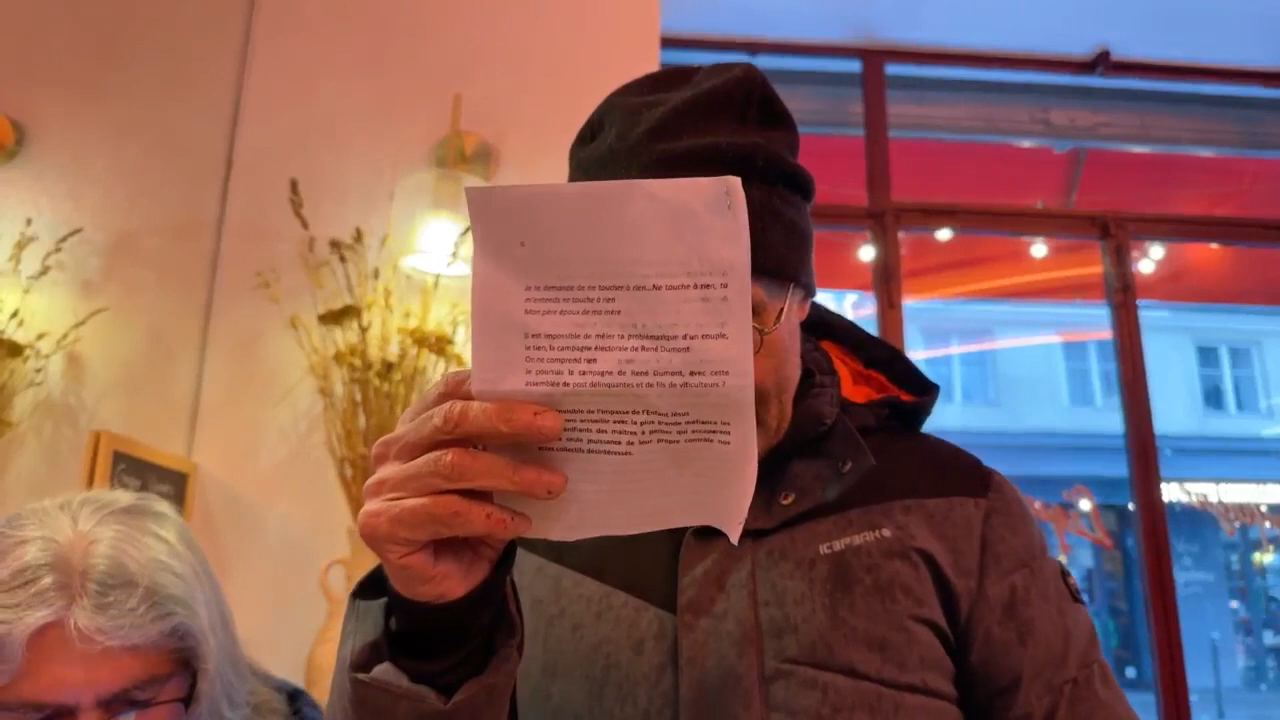 Je te demande de ne toucher à rien...Ne touche à rien, tu
m'entends ne touche à rien
Mon père époux de ma mère
Il est impossible de mêler ta problématique d'un couple,
le tien, la campagne électorale de René Dumont
On ne comprend rien
Je poursuis la campagne de René Dumont, avec cette
assemblée de post délinquantes et de fils de viticulteurs ?
invisible de l'Impasse de l'Enfant Jésus
accueille avec la plus grande méfiance les
des maîtres à penser qui
seule jouissance de leur propre contrôle nos
actes collectifs désintéressés.
ICEPEAK